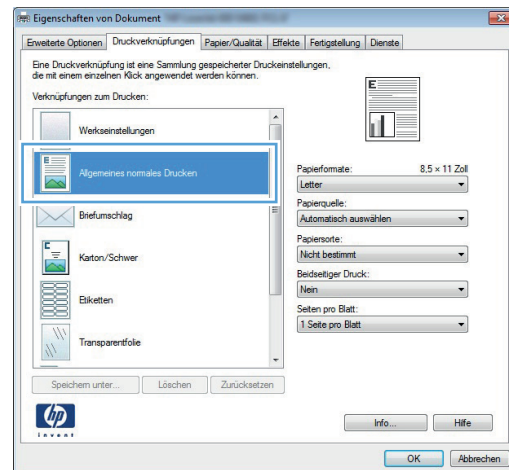 Eigenschaften von Dokument
Erweiterte Optionen
Druckverknüpfungen
Papier/Qualität
Effekte
Fertigstellung
Dienste
Eine Druckverknüpfung ist eine Sammlung gespeicherter Druckeinstellungen,
die mit einem einzelnen Klick angewendet werden können.
Verknüpfungen zum Drucken:
Werkseinstellungen
Allgemeines normales Drucken
Briefumschlag
Karton/Schwer
Etiketten
Transparentfolie
E
Papierformate: 8,5 × 11 Zoll
Letter
Papierquelle:
Automatisch auswählen
Papiersorte:
Nicht bestimmt
Beidseitiger Druck:
Nein
Seiten pro Blatt:
1 Seite pro Blatt
Speichern unter...
Löschen
Zurücksetzen
hp
invent
Info...
Hilfe
OK
Abbrechen